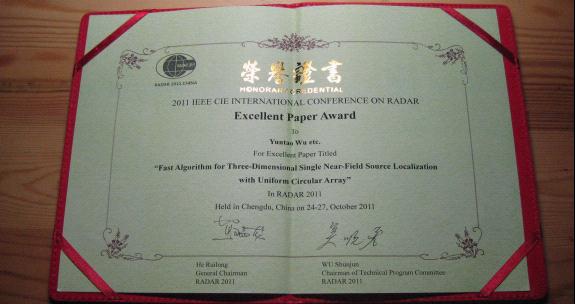 RADAR 2011 CHINA
榮譽證書
HONORARY CREDENTIAL
2011 IEEE CIE INTERNATIONAL CONFERENCE ON RADAR
Excellent Paper Award
To
Yuntao Wu etc.
For Excellent Paper Titled
“Fast Algorithm for Three-Dimensional Single Near-Field Source Localization
with Uniform Circular Array”
In RADAR 2011
Held in Chengdu, China on 24-27, October 2011
He Ruilong
General Chairman
RADAR 2011
WU Shunjun
Chairman of Technical Program Committee
RADAR 2011